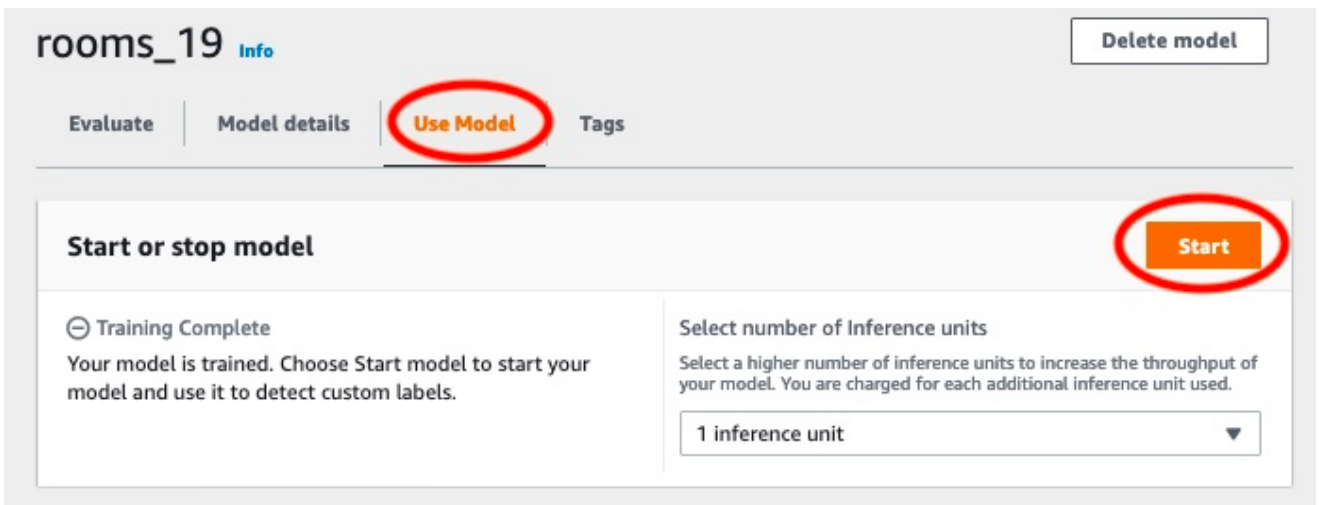 rooms_19 Info
Delete model
Evaluate
Model details
Use Model
Tags
Start or stop model
Start
Training Complete
Your model is trained. Choose Start model to start your
model and use it to detect custom labels.
Select number of Inference units
Select a higher number of inference units to increase the throughput of
your model. You are charged for each additional inference unit used.
1 inference unit